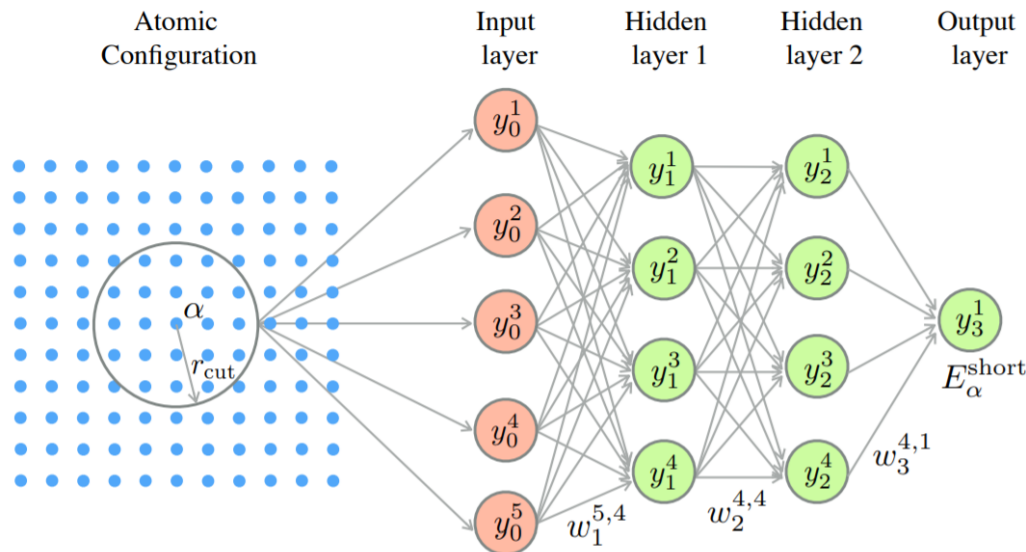 Atomic
Configuration
Input
layer
Hidden
layer 1
Hidden
layer 2
Output
layer
α
r_cut
y_0^1
y_0^2
y_0^3
y_0^4
y_0^5
y_1^1
y_1^2
y_1^3
y_1^4
y_2^1
y_2^2
y_2^3
y_2^4
y_3^1
E_α^short
w_1^{5,4}
w_2^{4,4}
w_3^{4,1}